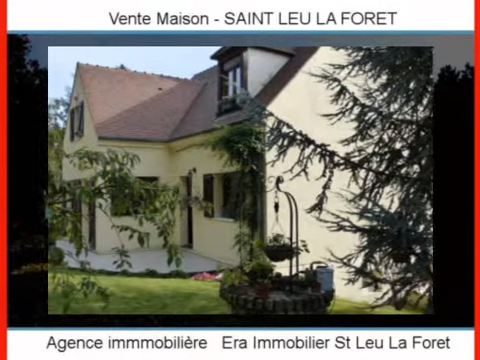 Vente Maison - SAINT LEU LA FORET
Agence immmobilière Era Immobilier St Leu La Foret